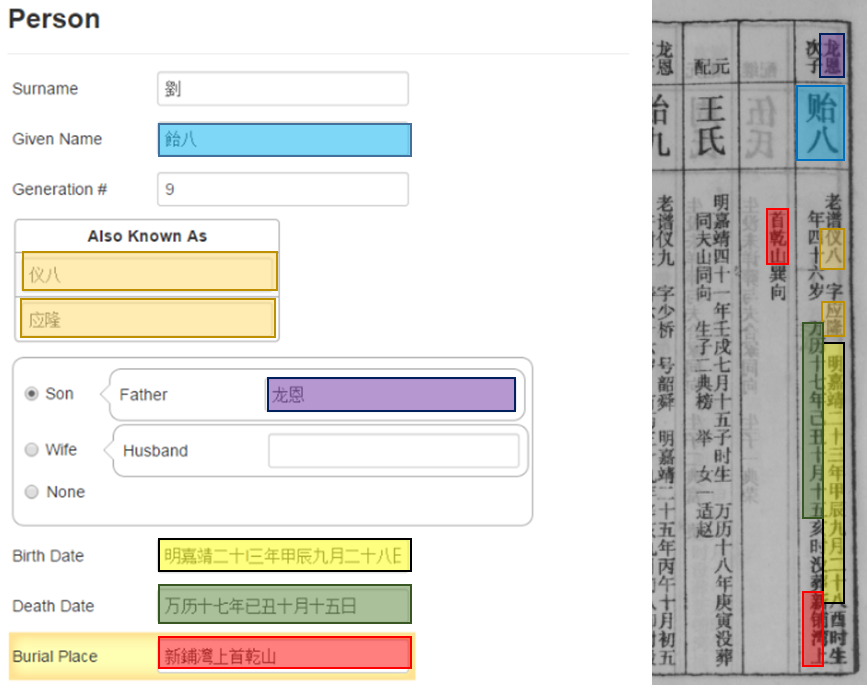 Person
Surname 劉
Given Name 飴八
Generation # 9
Also Known As
仪八
应隆
Son Father 龙恩
Wife Husband
None
Birth Date 明嘉靖二十三年甲辰九月二十八日
Death Date 万历十七年已丑十月十五日
Burial Place 新鋪灣上首乾山
龙恩
次子
贻八
老谱仪八 字应隆 明嘉靖二十三年甲辰九月二十八酉时生
年四十六岁 万历十七年己丑十月十五亥时没葬新铺湾上
首乾山巽向
元配
王氏
明嘉靖四十一年壬戌七月十五子时生 万历十八年庚寅没葬
同夫山同向 生子二典榜 举 女一适赵
龙恩
贻九
老谱仪九 字少桥 号韶舜 明嘉靖二十五年丙午十月初五